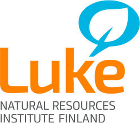 Luke
NATURAL RESOURCES
INSTITUTE FINLAND